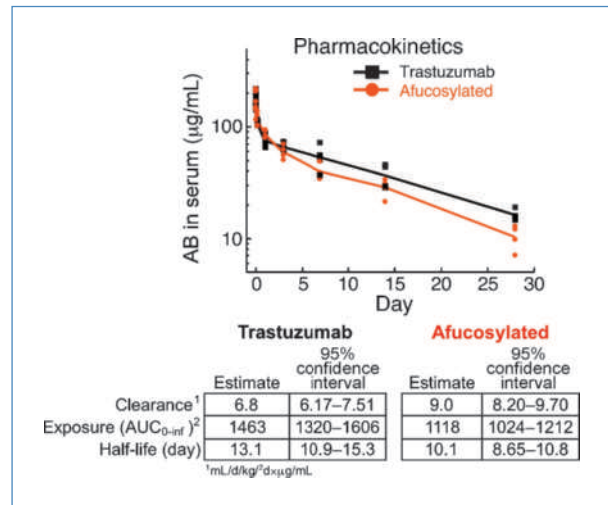 Pharmacokinetics
Trastuzumab
Afucosylated
AB in serum (μg/mL)
100
10
0 5 10 15 20 25 30
Day
Trastuzumab Afucosylated
Estimate 95% confidence interval Estimate 95% confidence interval
Clearance¹ 6.8 6.17–7.51 9.0 8.20–9.70
Exposure (AUC0-inf)² 1463 1320–1606 1118 1024–1212
Half-life (day) 13.1 10.9–15.3 10.1 8.65–10.8
¹mL/d/kg/²d×μg/mL